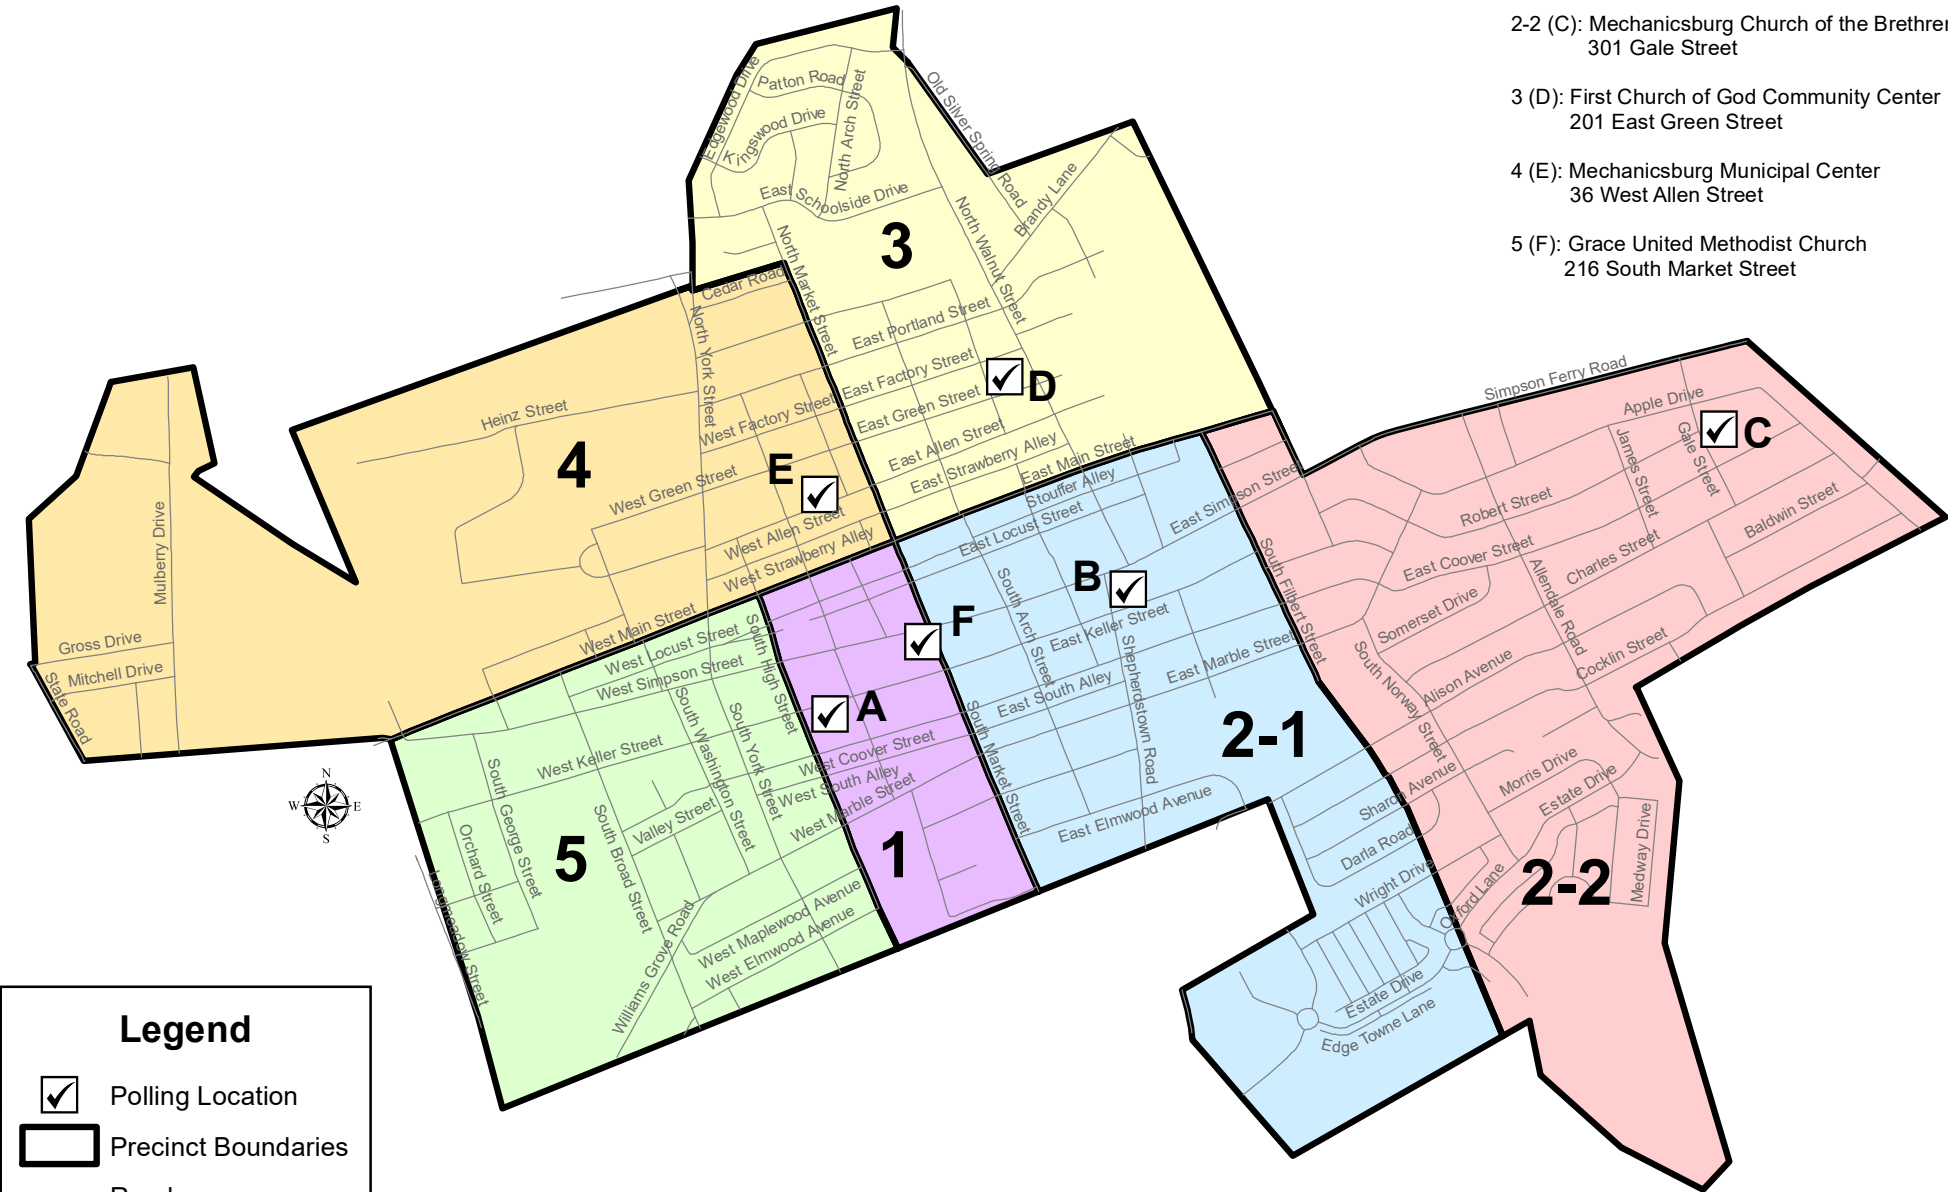 2-2 (C): Mechanicsburg Church of the Brethren
301 Gale Street
3 (D): First Church of God Community Center
201 East Green Street
4 (E): Mechanicsburg Municipal Center
36 West Allen Street
5 (F): Grace United Methodist Church
216 South Market Street
Edgewood Drive
Patton Road
Kingswood Drive
North Arch Street
Old Silver Spring Road
East Schoolside Drive
Brandy Lane
North Walnut Street
North Market Street
3
Cedar Road
North York Street
East Portland Street
East Factory Street
East Green Street
D
East Allen Street
East Strawberry Alley
East Main Street
Heinz Street
4
West Factory Street
West Green Street
E
West Allen Street
West Strawberry Alley
West Main Street
Mulberry Drive
Gross Drive
Mitchell Drive
State Road
Simpson Ferry Road
Apple Drive
James Street
Gale Street
C
Robert Street
East Coover Street
Charles Street
Baldwin Street
Allendale Road
Somerset Drive
Alison Avenue
Cocklin Street
South Norway Street
South Filbert Street
Morris Drive
Estate Drive
Medway Drive
Oxford Lane
2-2
Stouffer Alley
East Locust Street
East Simpson Street
B
South Arch Street
East Keller Street
Shepherdstown Road
East Marble Street
East South Alley
South Market Street
2-1
East Elmwood Avenue
Sharon Avenue
Darla Road
Wright Drive
Estate Drive
Edge Towne Lane
F
A
West Coover Street
West South Alley
West Marble Street
1
West Locust Street
West Simpson Street
South High Street
South Washington Street
South York Street
West Keller Street
South George Street
Orchard Street
South Broad Street
Valley Street
5
Longmeadow Street
Williams Grove Road
West Maplewood Avenue
West Elmwood Avenue
N
W E
S
Legend
Polling Location
Precinct Boundaries